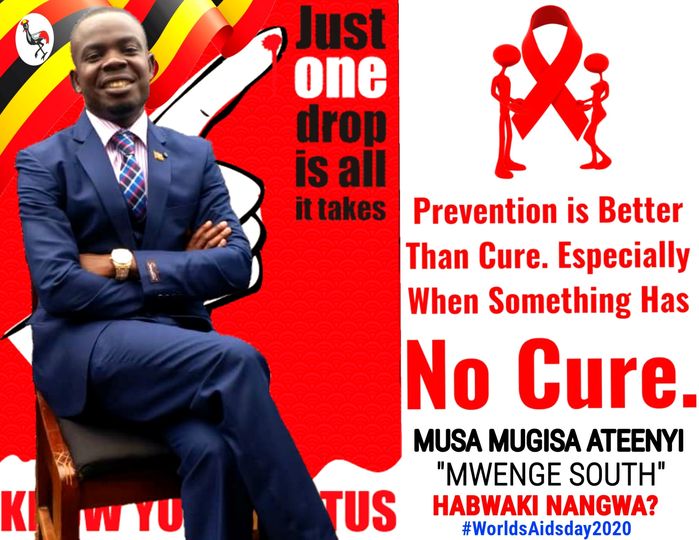 Just
one
drop
is all
it takes
Prevention is Better
Than Cure. Especially
When Something Has
No Cure.
MUSA MUGISA ATEENYI
"MWENGE SOUTH"
HABWAKI NANGWA?
#WorldsAidsday2020